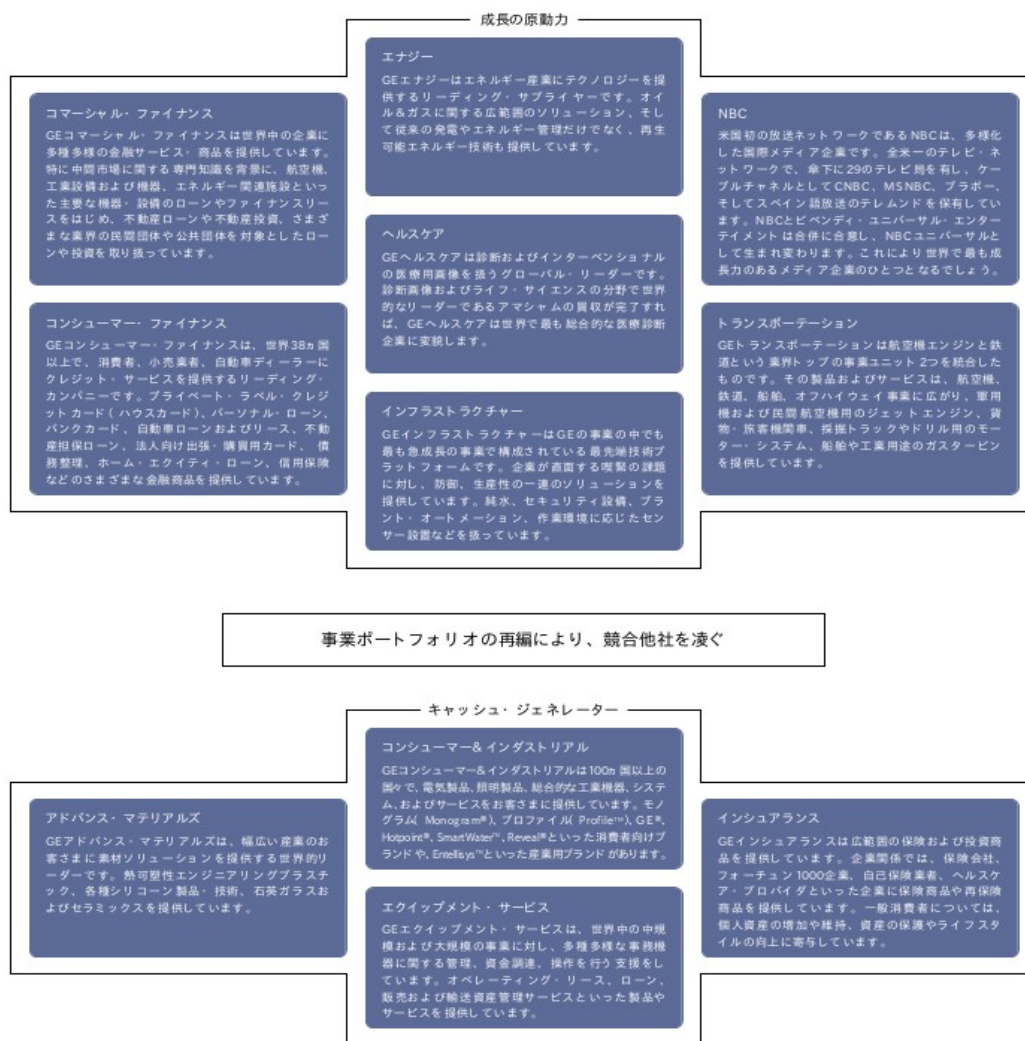 成長の原動力
コマーシャル・ファイナンス
GEコマーシャル・ファイナンスは世界中の企業に
多種多様の金融サービス・商品を提供しています。
特に中間市場に関する専門知識を背景に、航空機、
工業設備および機器、エネルギー関連施設といっ
た主要な機器・設備のローンやファイナンスリー
スをはじめ、不動産ローンや不動産投資、さまざ
まな業界の民間団体や公共団体を対象としたロー
ンや投資を取り扱っています。
コンシューマー・ファイナンス
GEコンシューマー・ファイナンスは、世界38ヵ国
以上で、消費者、小売業者、自動車ディーラーに
クレジット・サービスを提供するリーディング・
カンパニーです。プライベート・ラベル・クレジ
ットカード(ハウスカード)、パーソナル・ローン、
バンクカード、自動車ローンおよびリース、不動
産担保ローン、法人向け出張・購買用カード、債
務整理、ホーム・エクイティ・ローン、信用保険
などのさまざまな金融商品を提供しています。
エナジー
GEエナジーはエネルギー産業にテクノロジーを提
供するリーディング・サプライヤーです。オイ
ル&ガスに関する広範囲のソリューション、そし
て従来の発電やエネルギー管理だけでなく、再生
可能エネルギー技術も提供しています。
ヘルスケア
GEヘルスケアは診断およびインターベンショナル
の医療用画像を扱うグローバル・リーダーです。
診断画像およびライフ・サイエンスの分野で世界
的なリーダーであるアマシャムの買収が完了すれ
ば、GEヘルスケアは世界で最も総合的な医療診断
企業に変貌します。
インフラストラクチャー
GEインフラストラクチャーはGEの事業の中でも
最も急成長の事業で構成されている最先端技術プ
ラットフォームです。企業が直面する喫緊の課題
に対し、防御、生産性の一連のソリューションを
提供しています。純水、セキュリティ設備、プラ
ント・オートメーション、作業環境に応じたセン
サー設置などを扱っています。
NBC
米国初の放送ネットワークであるNBCは、多様化
した国際メディア企業です。全米一のテレビ・ネ
ットワークで、傘下に29のテレビ局を有し、ケー
ブルチャネルとしてCNBC、MSNBC、ブラボー、
そしてスペイン語放送のテレムンドを保有してい
ます。NBCとビベンディ・ユニバーサル・エンター
テイメントは合併に合意し、NBCユニバーサルと
して生まれ変わります。これにより世界で最も成
長力のあるメディア企業のひとつとなるでしょう。
トランスポーテーション
GEトランスポーテーションは航空機エンジンと鉄
道という業界トップの事業ユニット2つを統合した
ものです。その製品およびサービスは、航空機、
鉄道、船舶、オフハイウェイ事業に広がり、軍用
機および民間航空機用のジェットエンジン、貨
物・旅客機関車、採掘トラックやドリル用のモー
ター・システム、船舶や工業用途のガスタービン
を提供しています。
事業ポートフォリオの再編により、競合他社を凌ぐ
キャッシュ・ジェネレーター
アドバンス・マテリアルズ
GEアドバンス・マテリアルズは、幅広い産業のお
客さまに素材ソリューションを提供する世界的リ
ーダーです。熱可塑性エンジニアリングプラスチ
ック、各種シリコーン製品・技術、石英ガラスお
よびセラミックスを提供しています。
コンシューマー&インダストリアル
GEコンシューマー&インダストリアルは100ヵ国以上の
国々で、電気製品、照明製品、総合的な工業機器、システ
ム、およびサービスをお客さまに提供しています。モノ
グラム(Monogram®)、プロファイル(Profile™)、GE®、
Hotpoint®、SmartWater™、Reveal®といった消費者向けブ
ランドや、Entellisys™といった産業用ブランドがあります。
エクイップメント・サービス
GEエクイップメント・サービスは、世界中の中規
模および大規模の事業に対し、多種多様な事務機
器に関する管理、資金調達、操作を行う支援をし
ています。オペレーティング・リース、ローン、
販売および輸送資産管理サービスといった製品や
サービスを提供しています。
インシュアランス
GEインシュアランスは広範囲の保険および投資商
品を提供しています。企業関係では、保険会社、
フォーチュン1000企業、自己保険業者、ヘルスケ
ア・プロバイダといった企業に保険商品や再保険
商品を提供しています。一般消費者については、
個人資産の増加や維持、資産の保護やライフスタ
イルの向上に寄与しています。